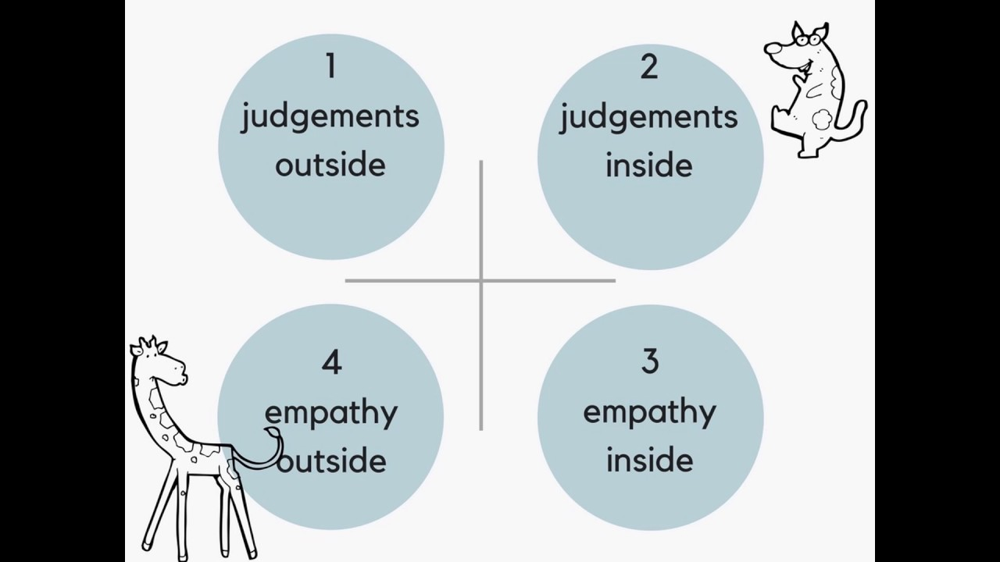 1
judgements
outside
2
judgements
inside
4
empathy
outside
3
empathy
inside